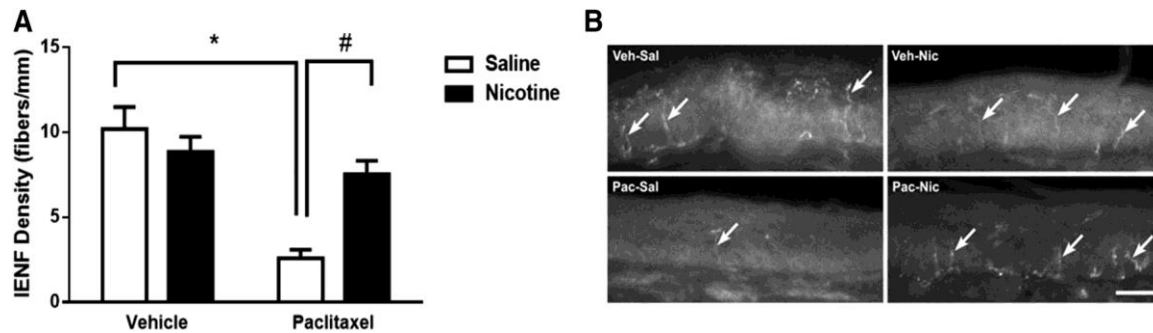 A
IENF Density (fibers/mm)
15
10
5
0
*
#
Saline
Nicotine
Vehicle
Paclitaxel
B
Veh-Sal
Veh-Nic
Pac-Sal
Pac-Nic